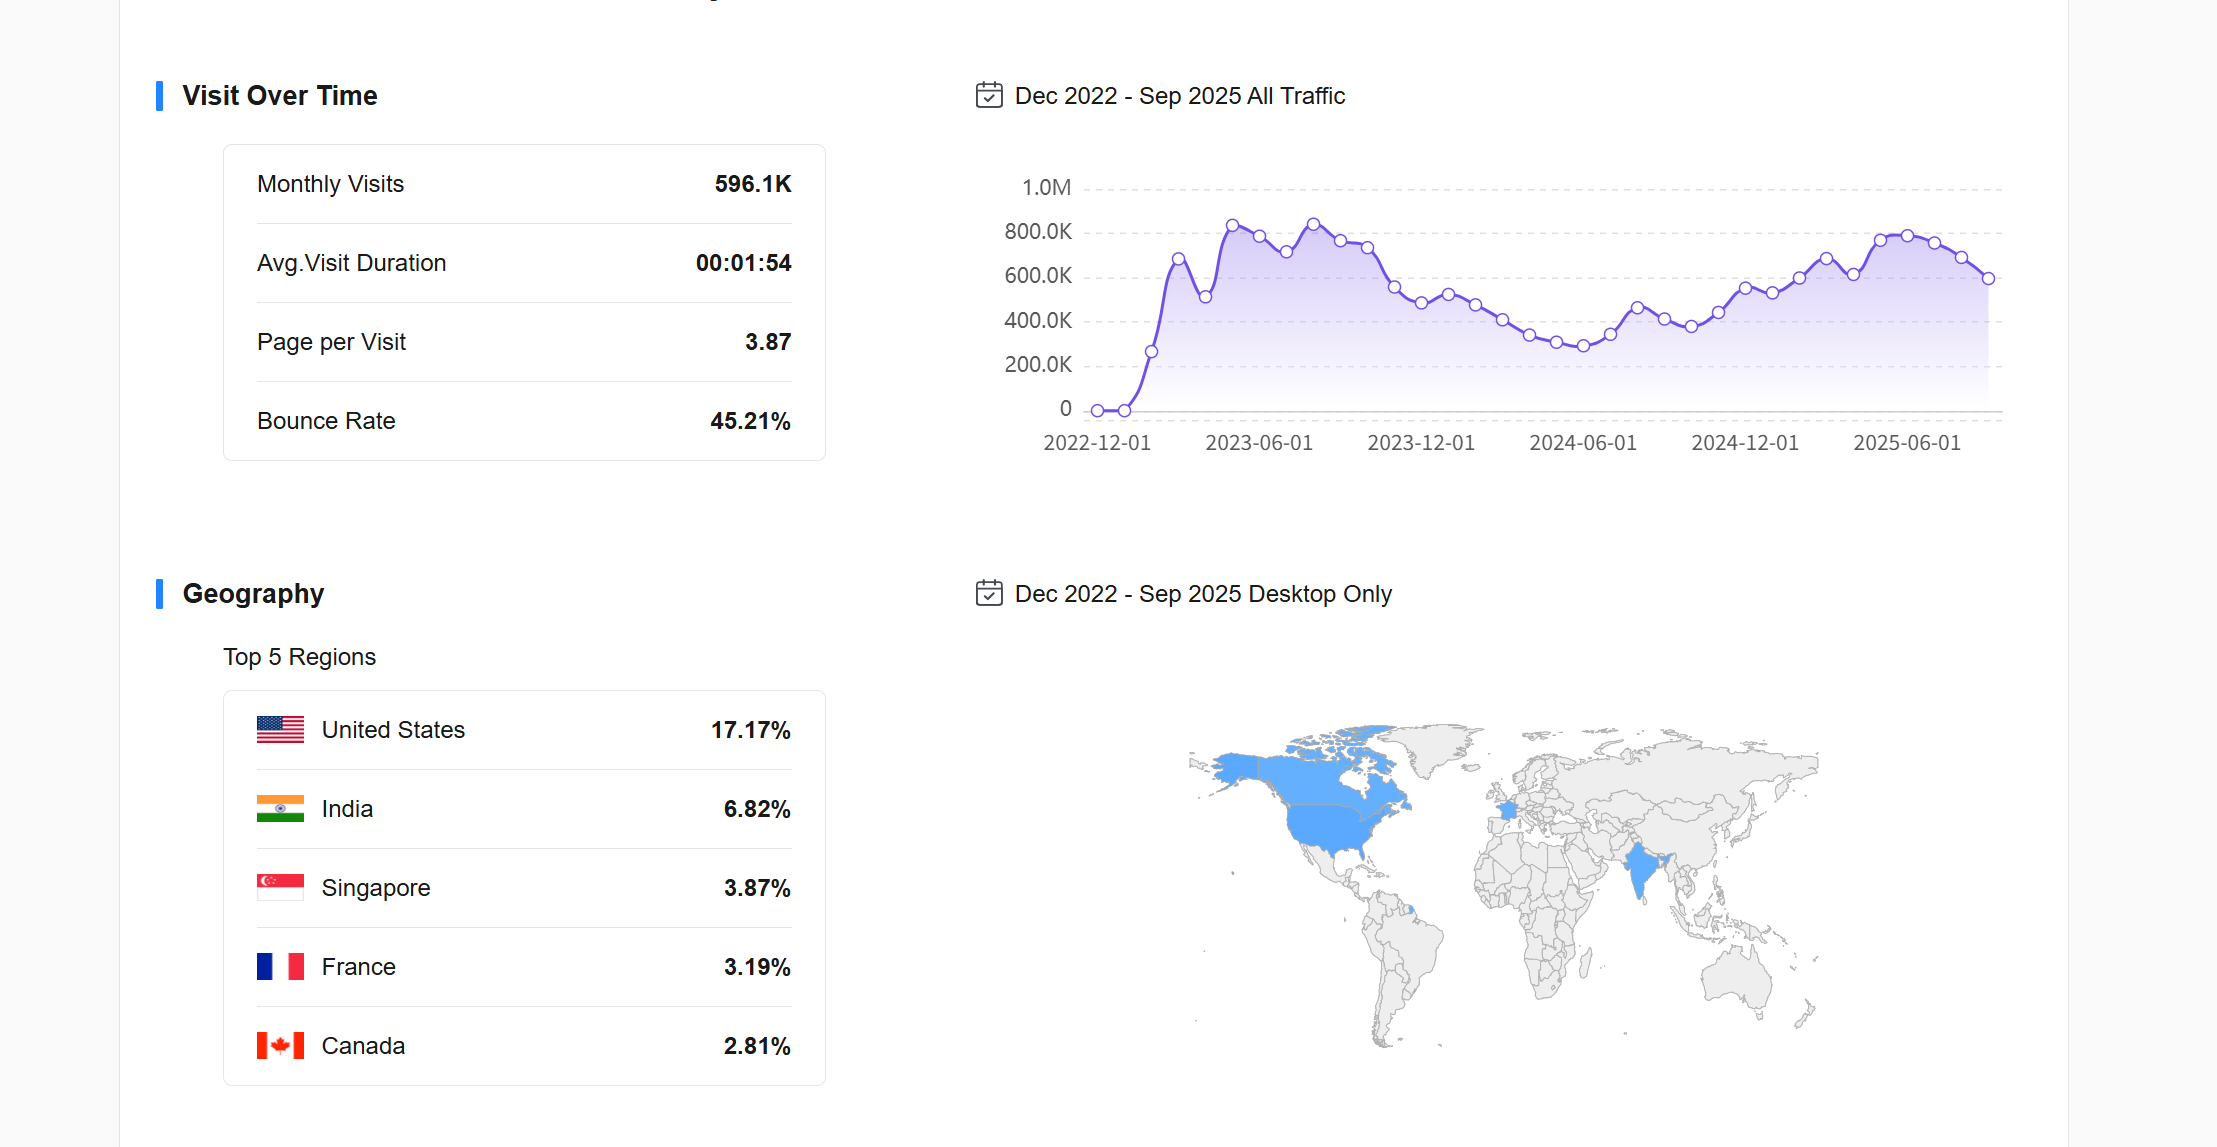 Visit Over Time
Monthly Visits 596.1K
Avg.Visit Duration 00:01:54
Page per Visit 3.87
Bounce Rate 45.21%
Dec 2022 - Sep 2025 All Traffic
1.0M
800.0K
600.0K
400.0K
200.0K
0
2022-12-01 2023-06-01 2023-12-01 2024-06-01 2024-12-01 2025-06-01
Geography
Top 5 Regions
United States 17.17%
India 6.82%
Singapore 3.87%
France 3.19%
Canada 2.81%
Dec 2022 - Sep 2025 Desktop Only